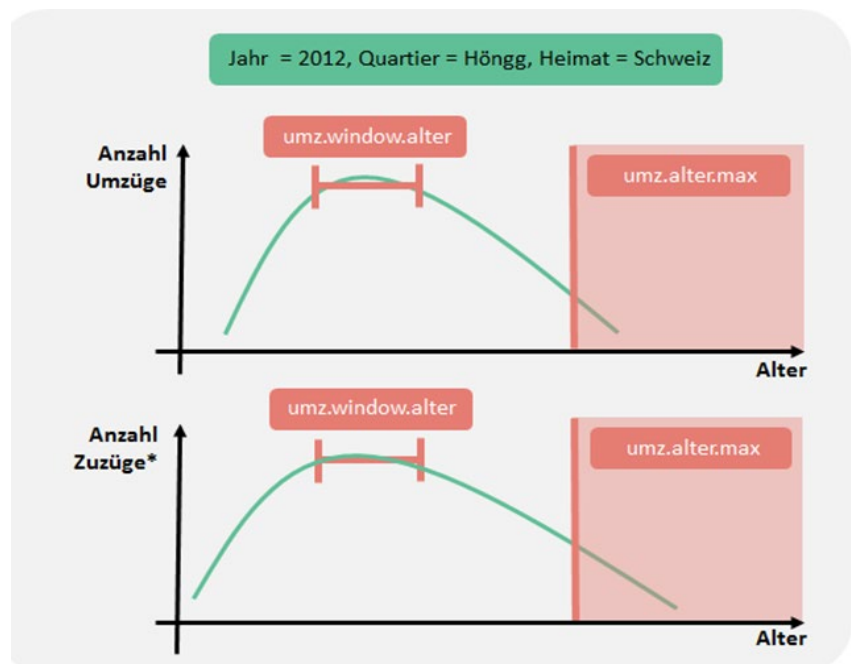 Jahr = 2012, Quartier = Höngg, Heimat = Schweiz
umz.window.alter
Anzahl
Umzüge
umz.alter.max
Alter
umz.window.alter
Anzahl
Zuzüge*
umz.alter.max
Alter